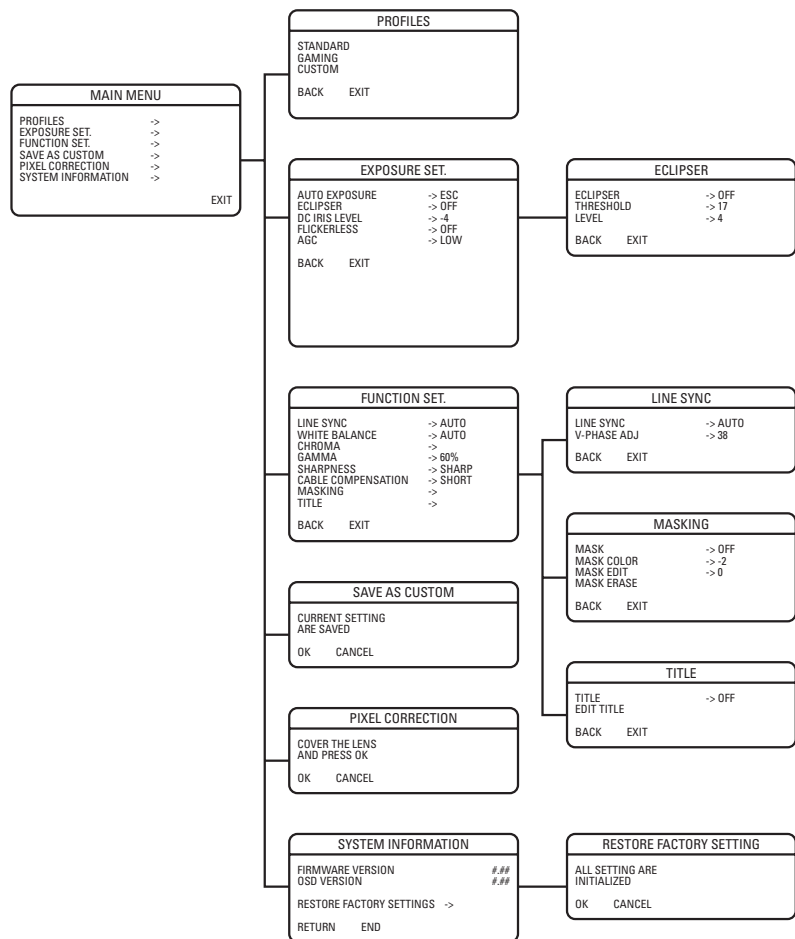 MAIN MENU
PROFILES ->
EXPOSURE SET. ->
FUNCTION SET. ->
SAVE AS CUSTOM ->
PIXEL CORRECTION ->
SYSTEM INFORMATION ->
EXIT
PROFILES
STANDARD
GAMING
CUSTOM
BACK EXIT
EXPOSURE SET.
AUTO EXPOSURE -> ESC
ECLIPSER -> OFF
DC IRIS LEVEL -> -4
FLICKERLESS -> OFF
AGC -> LOW
BACK EXIT
ECLIPSER
ECLIPSER -> OFF
THRESHOLD -> 17
LEVEL -> 4
BACK EXIT
FUNCTION SET.
LINE SYNC -> AUTO
WHITE BALANCE -> AUTO
CHROMA ->
GAMMA -> 60%
SHARPNESS -> SHARP
CABLE COMPENSATION -> SHORT
MASKING ->
TITLE ->
BACK EXIT
LINE SYNC
LINE SYNC -> AUTO
V-PHASE ADJ -> 38
BACK EXIT
MASKING
MASK -> OFF
MASK COLOR -> -2
MASK EDIT -> 0
MASK ERASE
BACK EXIT
TITLE
TITLE -> OFF
EDIT TITLE
BACK EXIT
SAVE AS CUSTOM
CURRENT SETTING
ARE SAVED
OK CANCEL
PIXEL CORRECTION
COVER THE LENS
AND PRESS OK
OK CANCEL
SYSTEM INFORMATION
FIRMWARE VERSION #.##
OSD VERSION #.##
RESTORE FACTORY SETTINGS ->
RETURN END
RESTORE FACTORY SETTING
ALL SETTING ARE
INITIALIZED
OK CANCEL